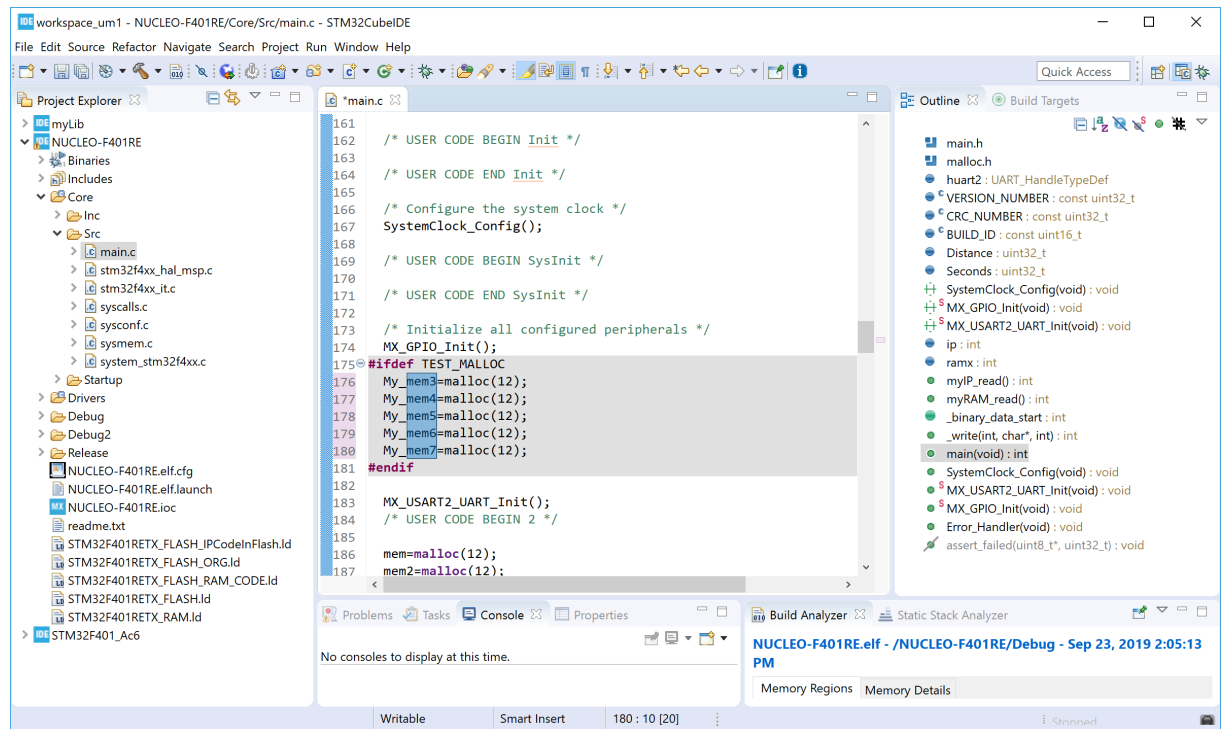 IDE workspace_um1 - NUCLEO-F401RE/Core/Src/main.c - STM32CubeIDE
File Edit Source Refactor Navigate Search Project Run Window Help
Quick Access
Project Explorer
myLib
NUCLEO-F401RE
Binaries
Includes
Core
Inc
Src
main.c
stm32f4xx_hal_msp.c
stm32f4xx_it.c
syscalls.c
sysconf.c
sysmem.c
system_stm32f4xx.c
Startup
Drivers
Debug
Debug2
Release
NUCLEO-F401RE.elf.cfg
NUCLEO-F401RE.elf.launch
MX NUCLEO-F401RE.ioc
readme.txt
STM32F401RETX_FLASH_IPCodeInFlash.ld
STM32F401RETX_FLASH_ORG.ld
STM32F401RETX_FLASH_RAM_CODE.ld
STM32F401RETX_FLASH.ld
STM32F401RETX_RAM.ld
IDE STM32F401_Ac6
*main.c
161
162 /* USER CODE BEGIN Init */
163
164 /* USER CODE END Init */
165
166 /* Configure the system clock */
167 SystemClock_Config();
168
169 /* USER CODE BEGIN SysInit */
170
171 /* USER CODE END SysInit */
172
173 /* Initialize all configured peripherals */
174 MX_GPIO_Init();
175 #ifdef TEST_MALLOC
176 My_mem3=malloc(12);
177 My_mem4=malloc(12);
178 My_mem5=malloc(12);
179 My_mem6=malloc(12);
180 My_mem7=malloc(12);
181 #endif
182
183 MX_USART2_UART_Init();
184 /* USER CODE BEGIN 2 */
185
186 mem=malloc(12);
187 mem2=malloc(12);
Outline Build Targets
main.h
malloc.h
huart2 : UART_HandleTypeDef
VERSION_NUMBER : const uint32_t
CRC_NUMBER : const uint32_t
BUILD_ID : const uint16_t
Distance : uint32_t
Seconds : uint32_t
SystemClock_Config(void) : void
MX_GPIO_Init(void) : void
MX_USART2_UART_Init(void) : void
ip : int
ramx : int
myIP_read() : int
myRAM_read() : int
_binary_data_start : int
_write(int, char*, int) : int
main(void) : int
SystemClock_Config(void) : void
MX_USART2_UART_Init(void) : void
MX_GPIO_Init(void) : void
Error_Handler(void) : void
assert_failed(uint8_t*, uint32_t) : void
Problems Tasks Console Properties
No consoles to display at this time.
Build Analyzer Static Stack Analyzer
NUCLEO-F401RE.elf - /NUCLEO-F401RE/Debug - Sep 23, 2019 2:05:13
PM
Memory Regions Memory Details
Writable Smart Insert 180 : 10 [20] Stopped